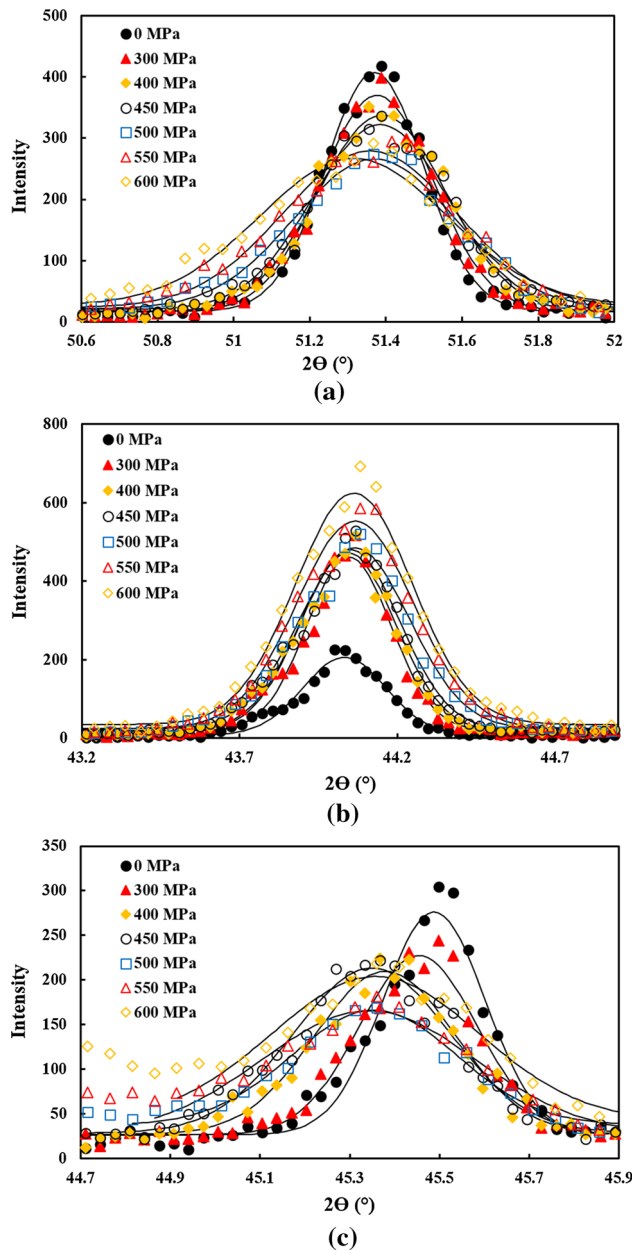 500
400
300
200
100
0
Intensity
0 MPa
300 MPa
400 MPa
450 MPa
500 MPa
550 MPa
600 MPa
50.6 50.8 51 51.2 51.4 51.6 51.8 52
2Θ (°)
(a)
800
600
400
200
0
Intensity
0 MPa
300 MPa
400 MPa
450 MPa
500 MPa
550 MPa
600 MPa
43.2 43.7 44.2 44.7
2Θ (°)
(b)
350
300
250
200
150
100
50
0
Intensity
0 MPa
300 MPa
400 MPa
450 MPa
500 MPa
550 MPa
600 MPa
44.7 44.9 45.1 45.3 45.5 45.7 45.9
2Θ (°)
(c)